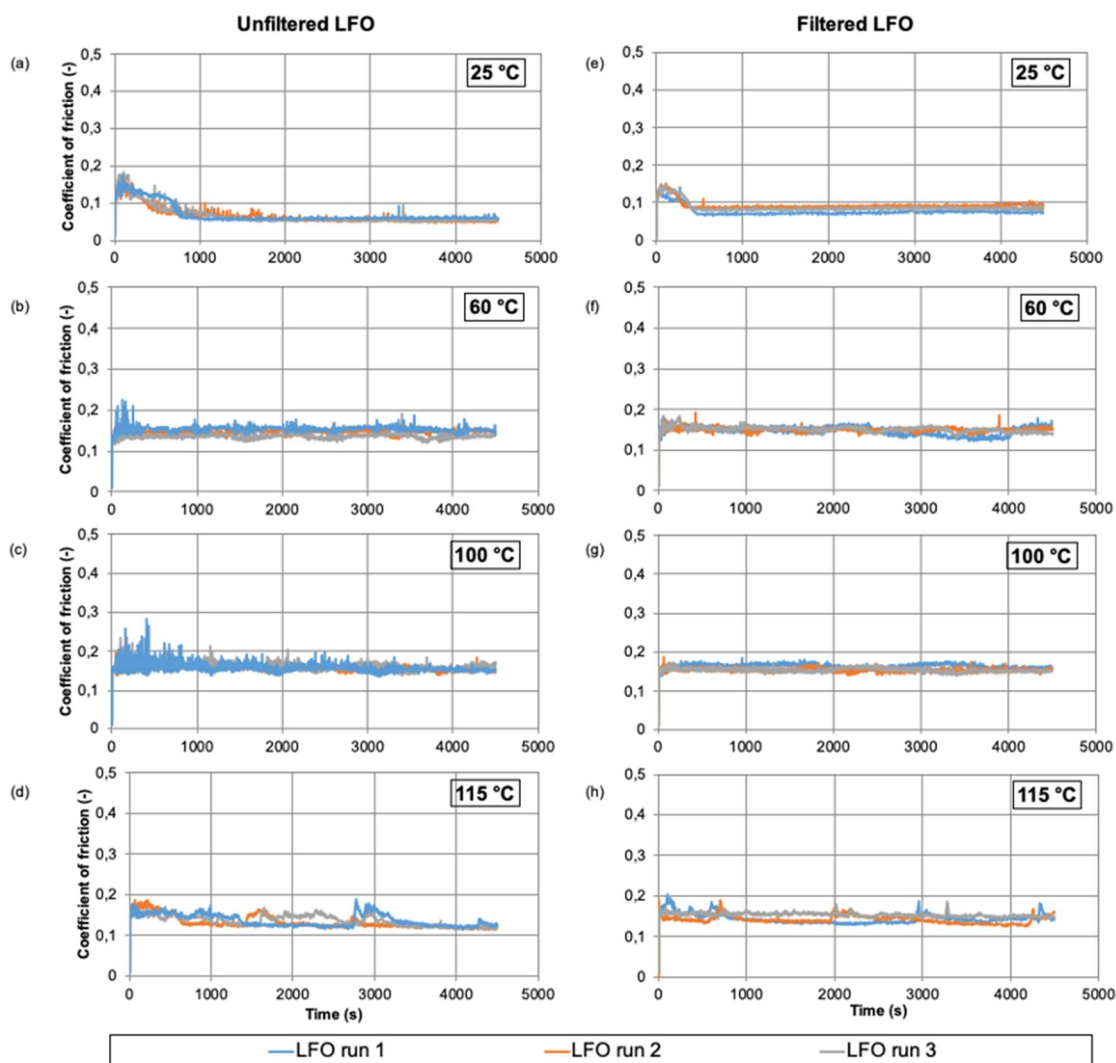 Unfiltered LFO
Filtered LFO
(a)
Coefficient of friction (-)
0,5
0,4
0,3
0,2
0,1
0
25 °C
0 1000 2000 3000 4000 5000
(e)
0,5
0,4
0,3
0,2
0,1
0
25 °C
0 1000 2000 3000 4000 5000
(b)
Coefficient of friction (-)
0,5
0,4
0,3
0,2
0,1
0
60 °C
0 1000 2000 3000 4000 5000
(f)
0,5
0,4
0,3
0,2
0,1
0
60 °C
0 1000 2000 3000 4000 5000
(c)
Coefficient of friction (-)
0,5
0,4
0,3
0,2
0,1
0
100 °C
0 1000 2000 3000 4000 5000
(g)
0,5
0,4
0,3
0,2
0,1
0
100 °C
0 1000 2000 3000 4000 5000
(d)
Coefficient of friction (-)
0,5
0,4
0,3
0,2
0,1
0
115 °C
0 1000 2000 3000 4000 5000
Time (s)
(h)
0,5
0,4
0,3
0,2
0,1
0
115 °C
0 1000 2000 3000 4000 5000
Time (s)
LFO run 1 LFO run 2 LFO run 3